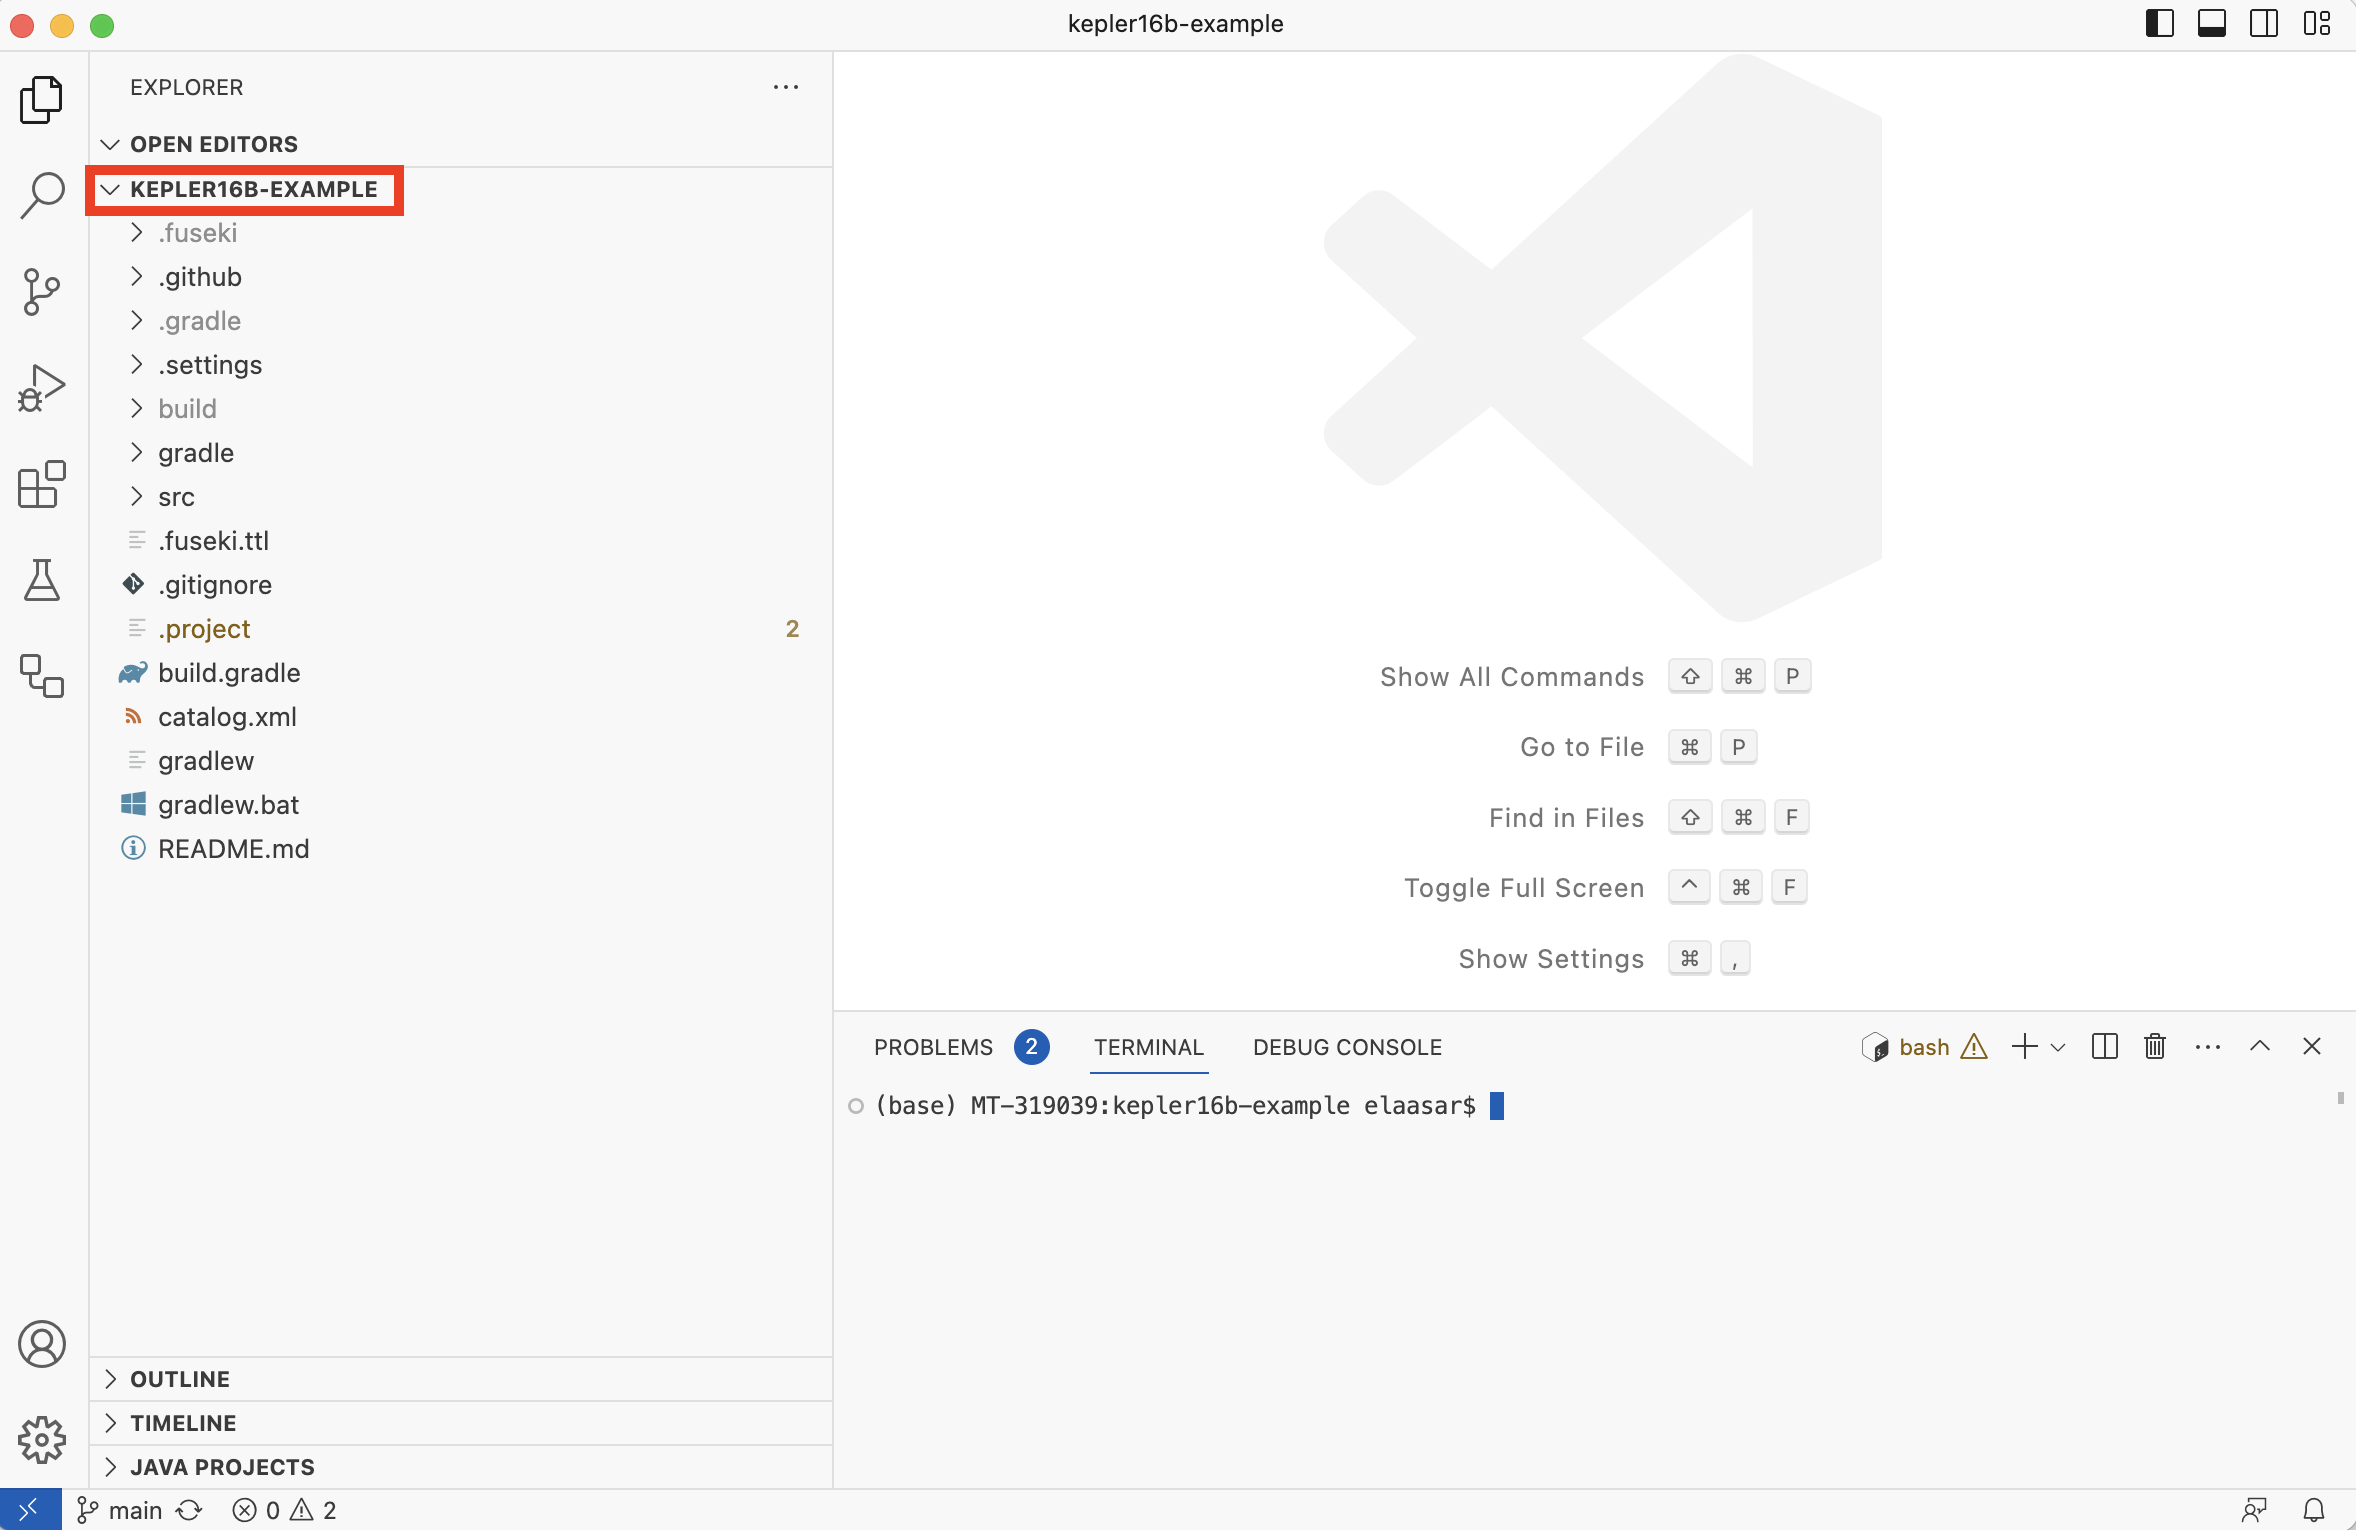 kepler16b-example
EXPLORER
OPEN EDITORS
KEPLER16B-EXAMPLE
.fuseki
.github
.gradle
.settings
build
gradle
src
.fuseki.ttl
.gitignore
.project 2
build.gradle
catalog.xml
gradlew
gradlew.bat
README.md
OUTLINE
TIMELINE
JAVA PROJECTS
Show All Commands ⇧ ⌘ P
Go to File ⌘ P
Find in Files ⇧ ⌘ F
Toggle Full Screen ^ ⌘ F
Show Settings ⌘ ,
PROBLEMS 2 TERMINAL DEBUG CONSOLE bash
(base) MT-319039:kepler16b-example elaasar$
main 0 2